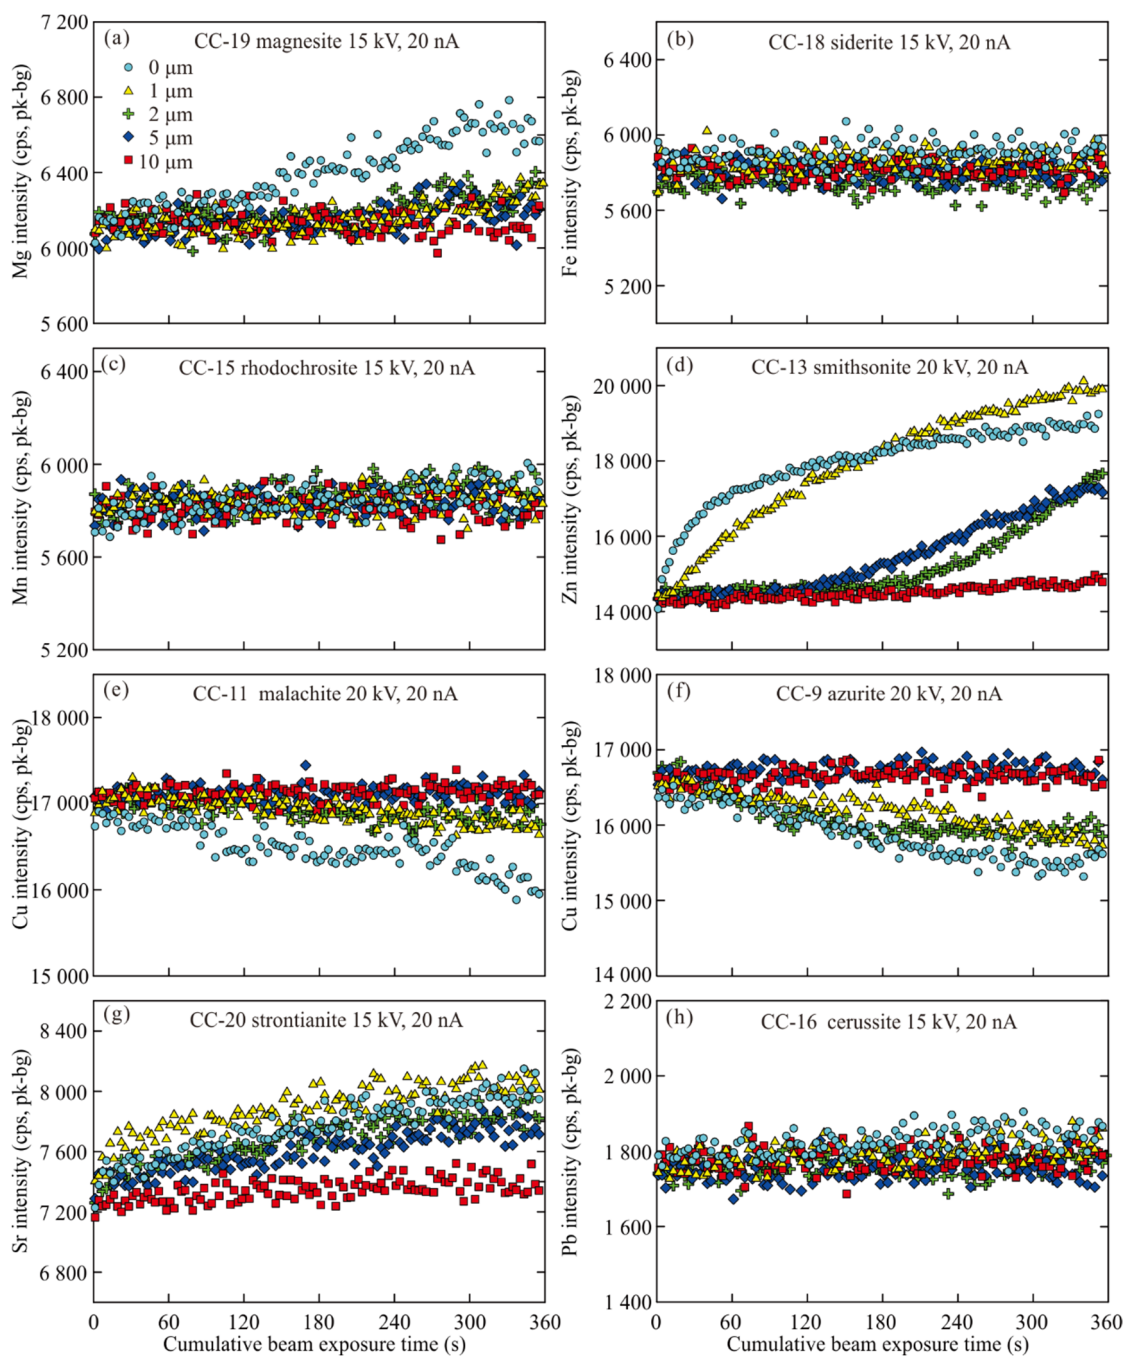 (a) CC-19 magnesite 15 kV, 20 nA
0 μm
1 μm
2 μm
5 μm
10 μm
7 200
6 800
6 400
6 000
5 600
Mg intensity (cps, pk-bg)
(b) CC-18 siderite 15 kV, 20 nA
6 400
6 000
5 600
5 200
Fe intensity (cps, pk-bg)
(c) CC-15 rhodochrosite 15 kV, 20 nA
6 400
6 000
5 600
5 200
Mn intensity (cps, pk-bg)
(d) CC-13 smithsonite 20 kV, 20 nA
20 000
18 000
16 000
14 000
Zn intensity (cps, pk-bg)
(e) CC-11 malachite 20 kV, 20 nA
18 000
17 000
16 000
15 000
Cu intensity (cps, pk-bg)
(f) CC-9 azurite 20 kV, 20 nA
18 000
17 000
16 000
15 000
14 000
Cu intensity (cps, pk-bg)
(g) CC-20 strontianite 15 kV, 20 nA
8 400
8 000
7 600
7 200
6 800
Sr intensity (cps, pk-bg)
0 60 120 180 240 300 360
Cumulative beam exposure time (s)
(h) CC-16 cerussite 15 kV, 20 nA
2 200
2 000
1 800
1 600
1 400
Pb intensity (cps, pk-bg)
0 60 120 180 240 300 360
Cumulative beam exposure time (s)